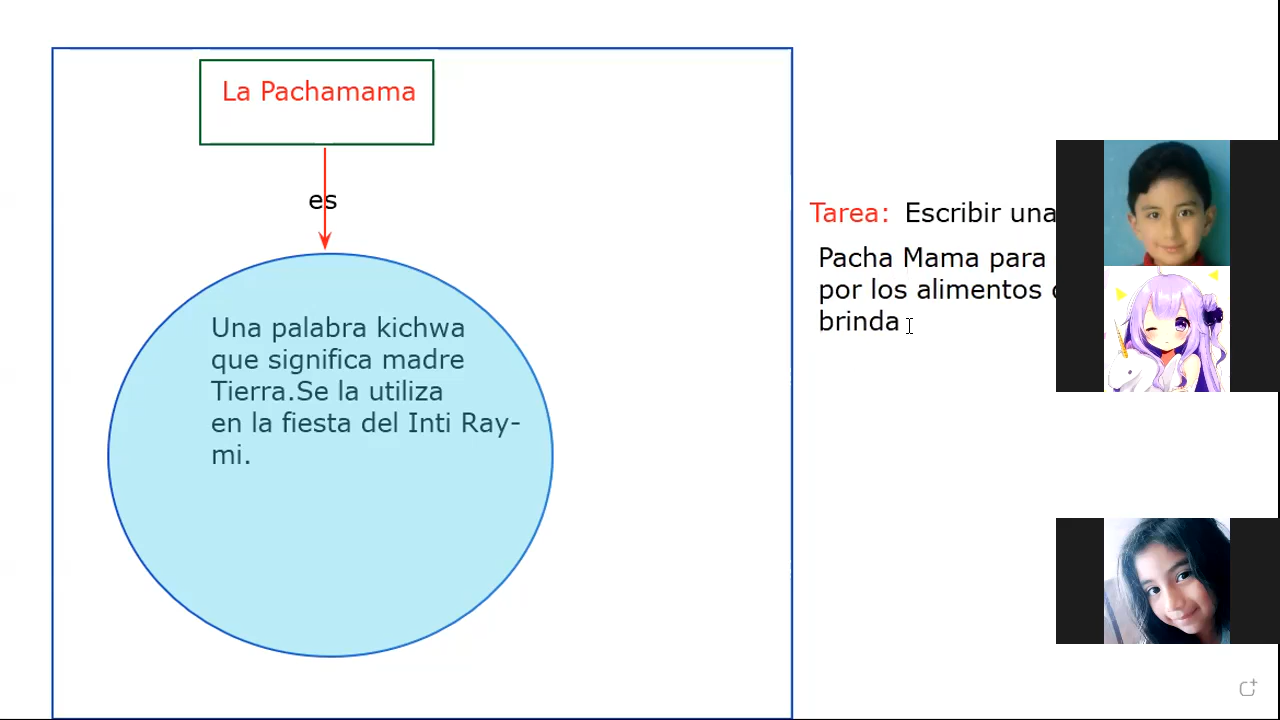 La Pachamama
es
Una palabra kichwa
que significa madre
Tierra.Se la utiliza
en la fiesta del Inti Ray-
mi.
Tarea: Escribir una
Pacha Mama para
por los alimentos
brinda